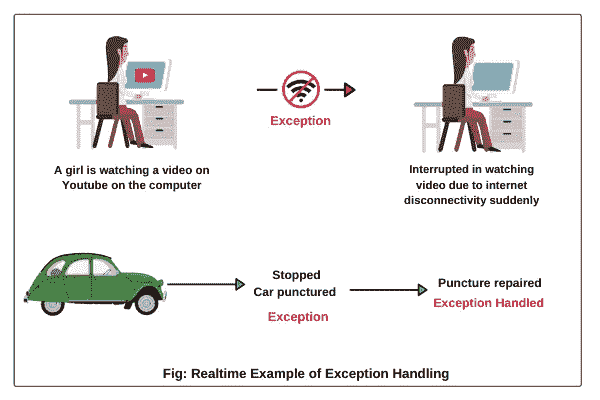 Exception
A girl is watching a video on
Youtube on the computer
Interrupted in watching
video due to internet
disconnectivity suddenly
Stopped
Car punctured
Exception
Puncture repaired
Exception Handled
Fig: Realtime Example of Exception Handling